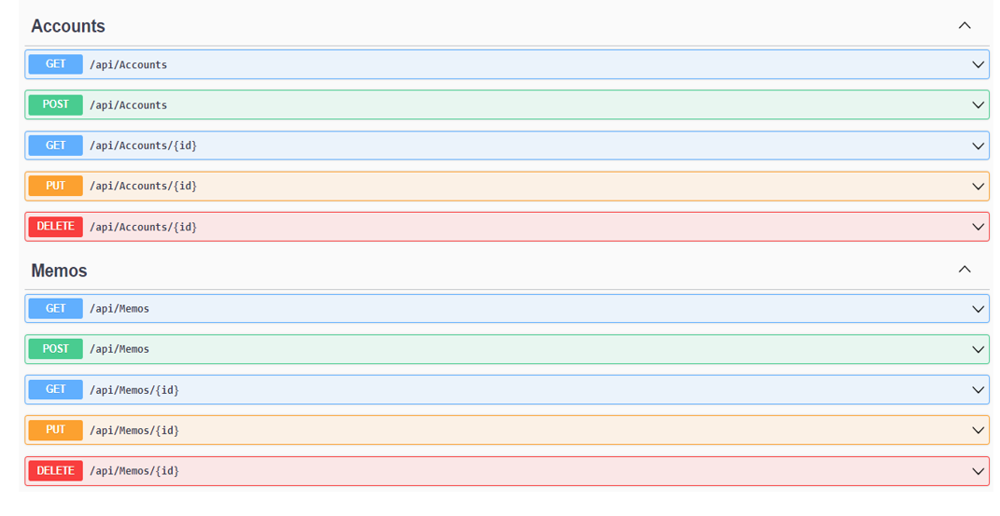 Accounts
GET /api/Accounts
POST /api/Accounts
GET /api/Accounts/{id}
PUT /api/Accounts/{id}
DELETE /api/Accounts/{id}
Memos
GET /api/Memos
POST /api/Memos
GET /api/Memos/{id}
PUT /api/Memos/{id}
DELETE /api/Memos/{id}